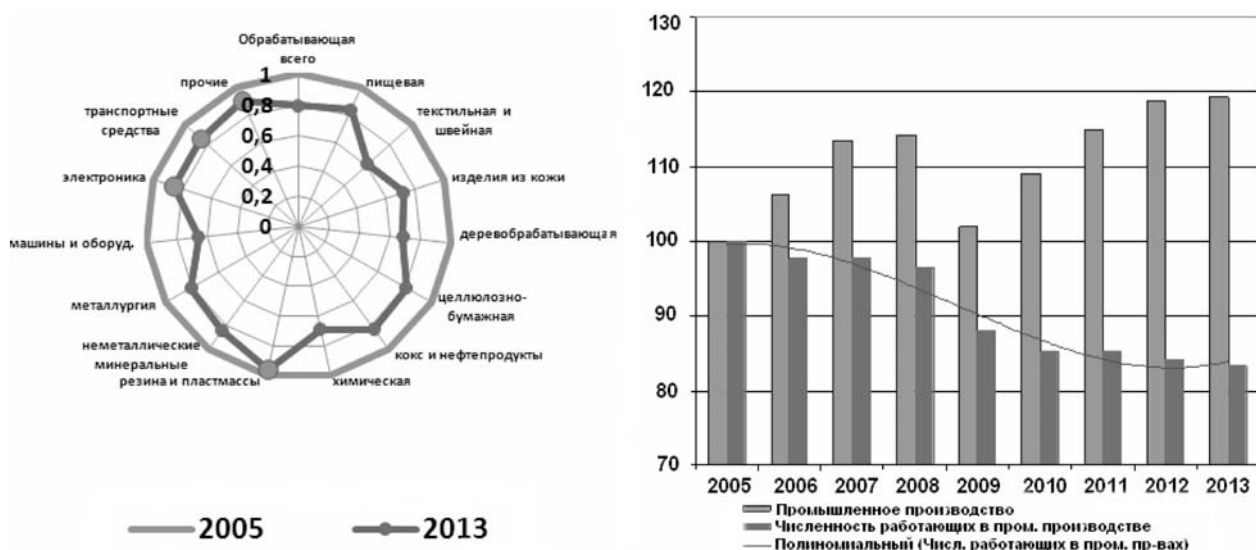 Обрабатывающая
всего
пищевая
текстильная и
швейная
изделия из кожи
деревобрабатывающая
целлюлозно-
бумажная
кокс и нефтепродукты
химическая
резина и пластмассы
неметаллические
минеральные
металлургия
машины и оборуд.
электроника
транспортные
средства
прочие
1
0,8
0,6
0,4
0,2
0
2005
2013
130
120
110
100
90
80
70
2005 2006 2007 2008 2009 2010 2011 2012 2013
Промышленное производство
Численность работающих в пром. производстве
Полиномиальный (Числ. работающих в пром. пр-вах)